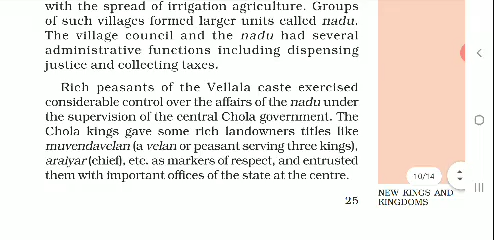 with the spread of irrigation agriculture. Groups
of such villages formed larger units called nadu.
The village council and the nadu had several
administrative functions including dispensing
justice and collecting taxes.
Rich peasants of the Vellala caste exercised
considerable control over the affairs of the nadu under
the supervision of the central Chola government. The
Chola kings gave some rich landowners titles like
muvendavelan (a velan or peasant serving three kings),
araiyar (chief), etc. as markers of respect, and entrusted
them with important offices of the state at the centre.
25
10/14
NEW KINGS AND
KINGDOMS